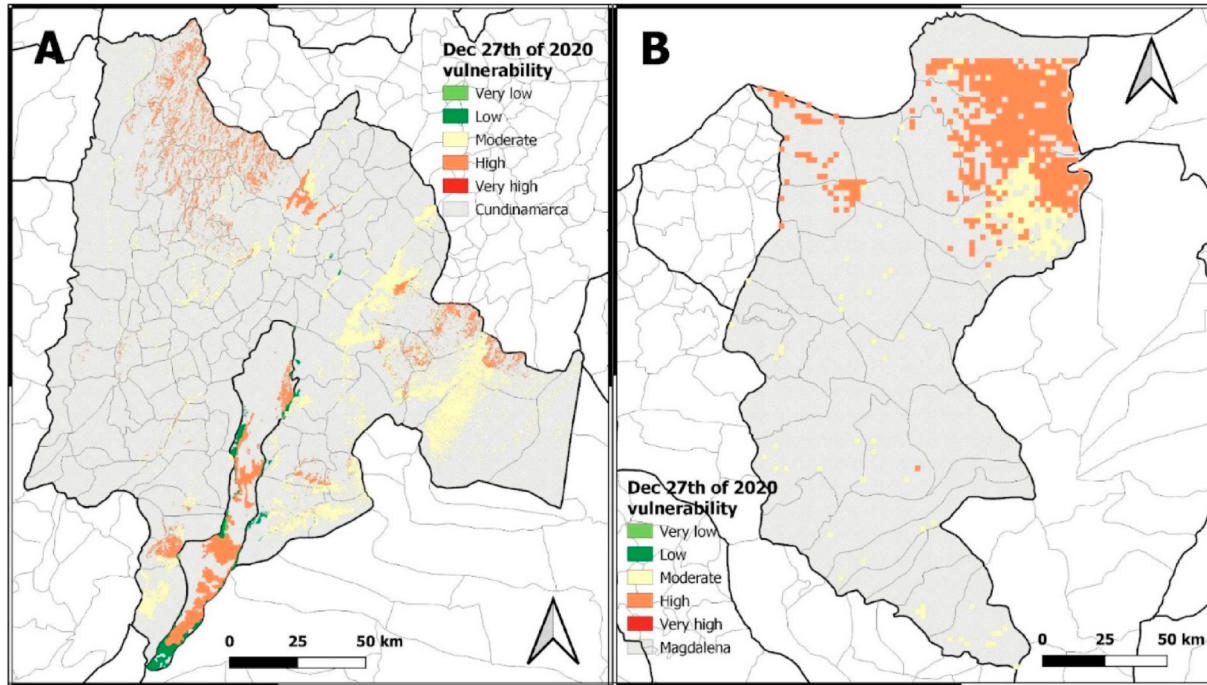 A
Dec 27th of 2020
vulnerability
Very low
Low
Moderate
High
Very high
Cundinamarca
0 25 50 km
B
Dec 27th of 2020
vulnerability
Very low
Low
Moderate
High
Very high
Magdalena
0 25 50 km